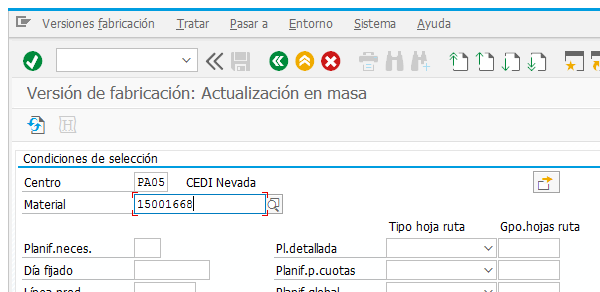 Versiones fabricación Tratar Pasar a Entorno Sistema Ayuda
Versión de fabricación: Actualización en masa
Condiciones de selección
Centro PA05 CEDI Nevada
Material 15001668
Tipo hoja ruta Gpo.hojas ruta
Planif.neces. Pl.detallada
Día fijado Planif.p.cuotas
Línea prod. Planif.global